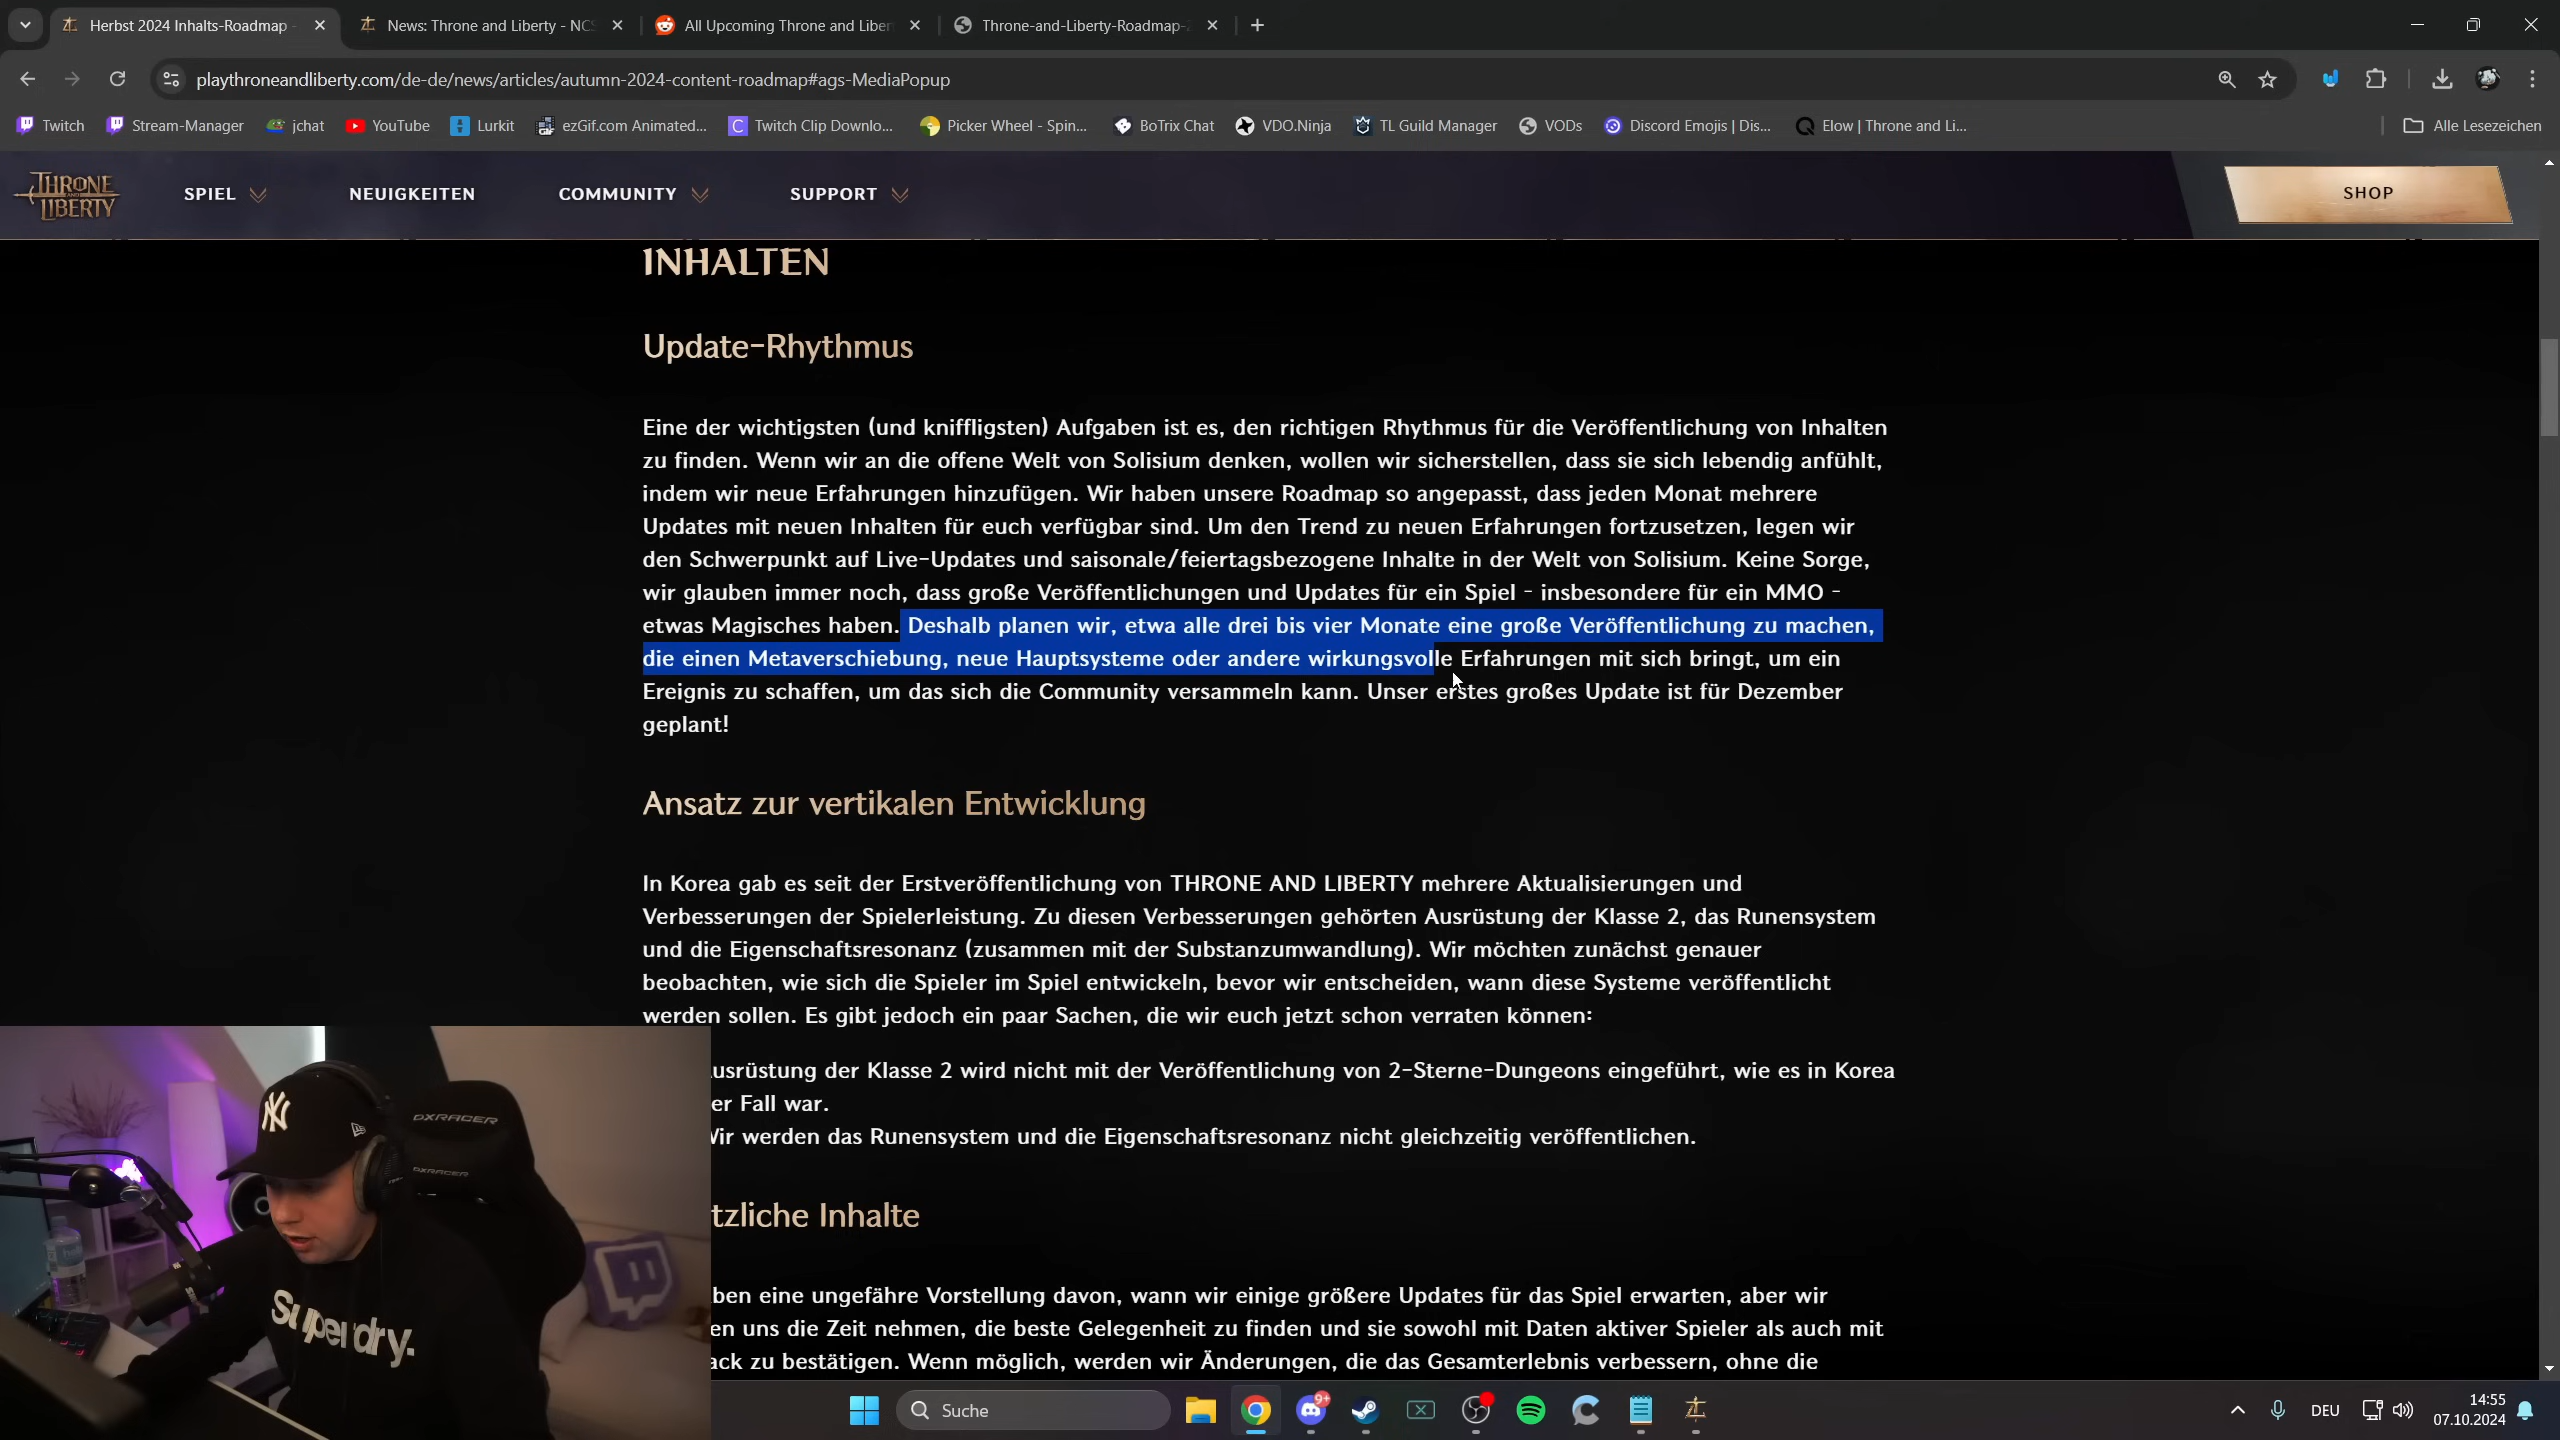 Herbst 2024 Inhalts-Roadmap -
News: Throne and Liberty - NCS
All Upcoming Throne and Liber
Throne-and-Liberty-Roadmap-
playthroneandliberty.com/de-de/news/articles/autumn-2024-content-roadmap#ags-MediaPopup
Twitch
Stream-Manager
jchat
YouTube
Lurkit
ezGif.com Animated...
Twitch Clip Downlo...
Picker Wheel - Spin...
BoTrix Chat
VDO.Ninja
TL Guild Manager
VODs
Discord Emojis | Dis...
Elow | Throne and Li...
Alle Lesezeichen
THRONE AND LIBERTY
SPIEL
NEUIGKEITEN
COMMUNITY
SUPPORT
SHOP
INHALTEN
Update-Rhythmus
Eine der wichtigsten (und kniffligsten) Aufgaben ist es, den richtigen Rhythmus für die Veröffentlichung von Inhalten
zu finden. Wenn wir an die offene Welt von Solisium denken, wollen wir sicherstellen, dass sie sich lebendig anfühlt,
indem wir neue Erfahrungen hinzufügen. Wir haben unsere Roadmap so angepasst, dass jeden Monat mehrere
Updates mit neuen Inhalten für euch verfügbar sind. Um den Trend zu neuen Erfahrungen fortzusetzen, legen wir
den Schwerpunkt auf Live-Updates und saisonale/feiertagsbezogene Inhalte in der Welt von Solisium. Keine Sorge,
wir glauben immer noch, dass große Veröffentlichungen und Updates für ein Spiel - insbesondere für ein MMO -
etwas Magisches haben. Deshalb planen wir, etwa alle drei bis vier Monate eine große Veröffentlichung zu machen,
die einen Metaverschiebung, neue Hauptsysteme oder andere wirkungsvolle Erfahrungen mit sich bringt, um ein
Ereignis zu schaffen, um das sich die Community versammeln kann. Unser erstes großes Update ist für Dezember
geplant!
Ansatz zur vertikalen Entwicklung
In Korea gab es seit der Erstveröffentlichung von THRONE AND LIBERTY mehrere Aktualisierungen und
Verbesserungen der Spielerleistung. Zu diesen Verbesserungen gehörten Ausrüstung der Klasse 2, das Runensystem
und die Eigenschaftsresonanz (zusammen mit der Substanzumwandlung). Wir möchten zunächst genauer
beobachten, wie sich die Spieler im Spiel entwickeln, bevor wir entscheiden, wann diese Systeme veröffentlicht
werden sollen. Es gibt jedoch ein paar Sachen, die wir euch jetzt schon verraten können:
usrüstung der Klasse 2 wird nicht mit der Veröffentlichung von 2-Sterne-Dungeons eingeführt, wie es in Korea
er Fall war.
ir werden das Runensystem und die Eigenschaftsresonanz nicht gleichzeitig veröffentlichen.
tzliche Inhalte
ben eine ungefähre Vorstellung davon, wann wir einige größere Updates für das Spiel erwarten, aber wir
en uns die Zeit nehmen, die beste Gelegenheit zu finden und sie sowohl mit Daten aktiver Spieler als auch mit
ack zu bestätigen. Wenn möglich, werden wir Änderungen, die das Gesamterlebnis verbessern, ohne die
NY
DXRACER
DXRACER
Superdry.
Suche
9+
DEU
14:55
07.10.2024